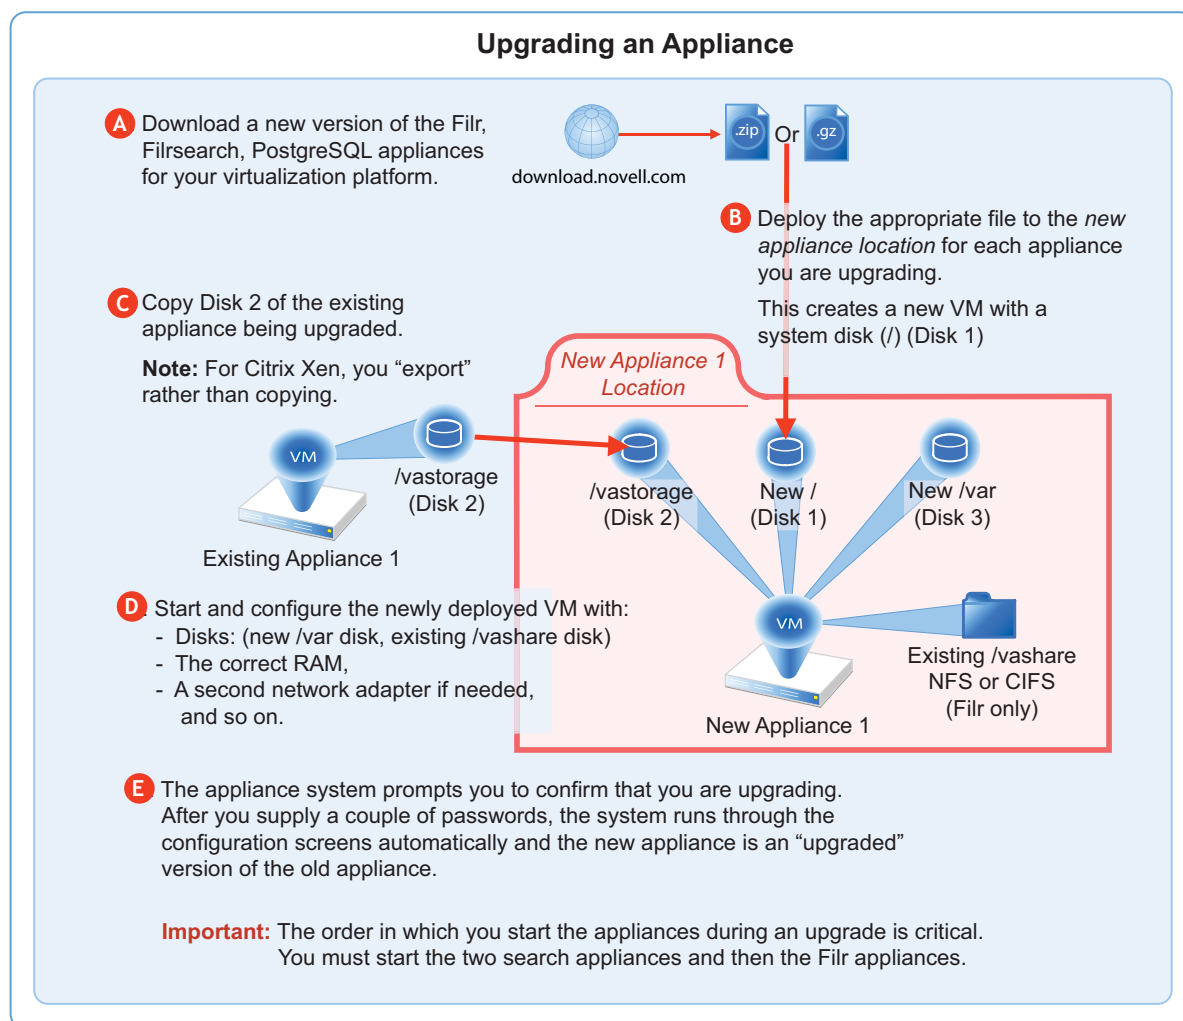 Upgrading an Appliance
A Download a new version of the Filr,
Filrsearch, PostgreSQL appliances
for your virtualization platform.
download.novell.com
.zip Or .gz
B Deploy the appropriate file to the new
appliance location for each appliance
you are upgrading.
This creates a new VM with a
system disk (/) (Disk 1)
C Copy Disk 2 of the existing
appliance being upgraded.
Note: For Citrix Xen, you “export”
rather than copying.
VM
/vastorage
(Disk 2)
Existing Appliance 1
New Appliance 1
Location
/vastorage
(Disk 2)
New /
(Disk 1)
New /var
(Disk 3)
VM
New Appliance 1
Existing /vashare
NFS or CIFS
(Filr only)
D. Start and configure the newly deployed VM with:
- Disks: (new /var disk, existing /vashare disk)
- The correct RAM,
- A second network adapter if needed,
and so on.
E The appliance system prompts you to confirm that you are upgrading.
After you supply a couple of passwords, the system runs through the
configuration screens automatically and the new appliance is an “upgraded”
version of the old appliance.
Important: The order in which you start the appliances during an upgrade is critical.
You must start the two search appliances and then the Filr appliances.